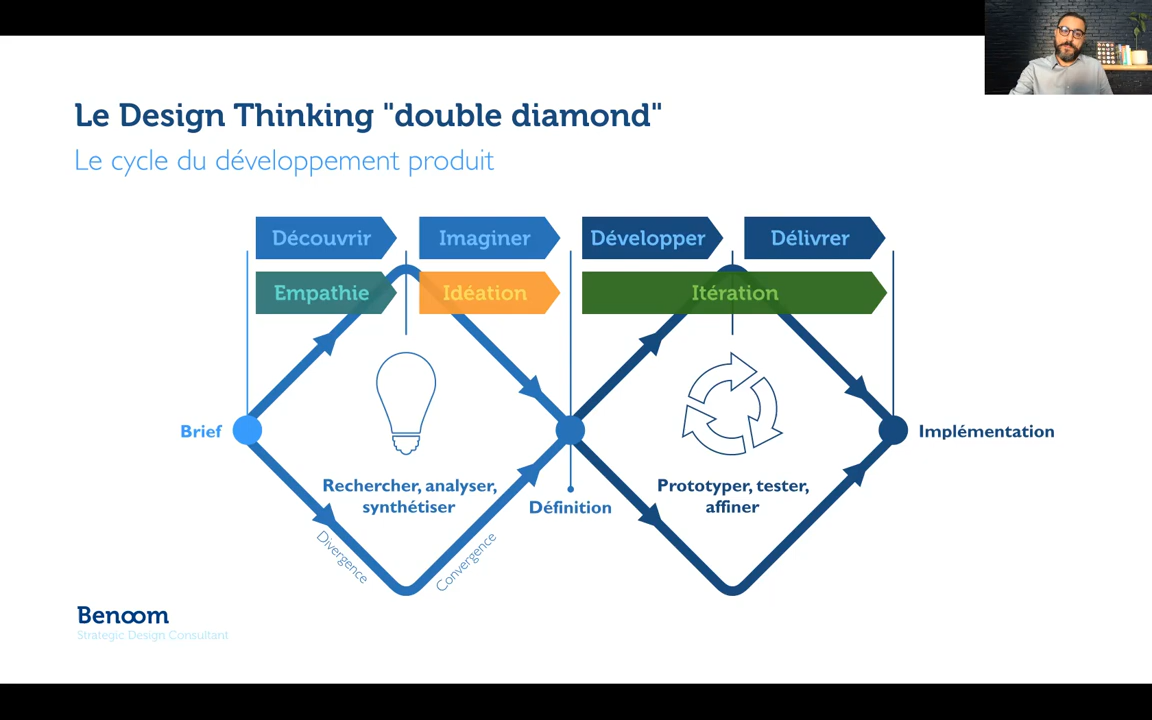 Le Design Thinking "double diamond"
Le cycle du développement produit
Découvrir
Imaginer
Développer
Délivrer
Empathie
Idéation
Itération
Brief
Implémentation
Rechercher, analyser,
synthétiser
Définition
Prototyper, tester,
affiner
Divergence
Convergence
Benoom
Strategic Design Consultant